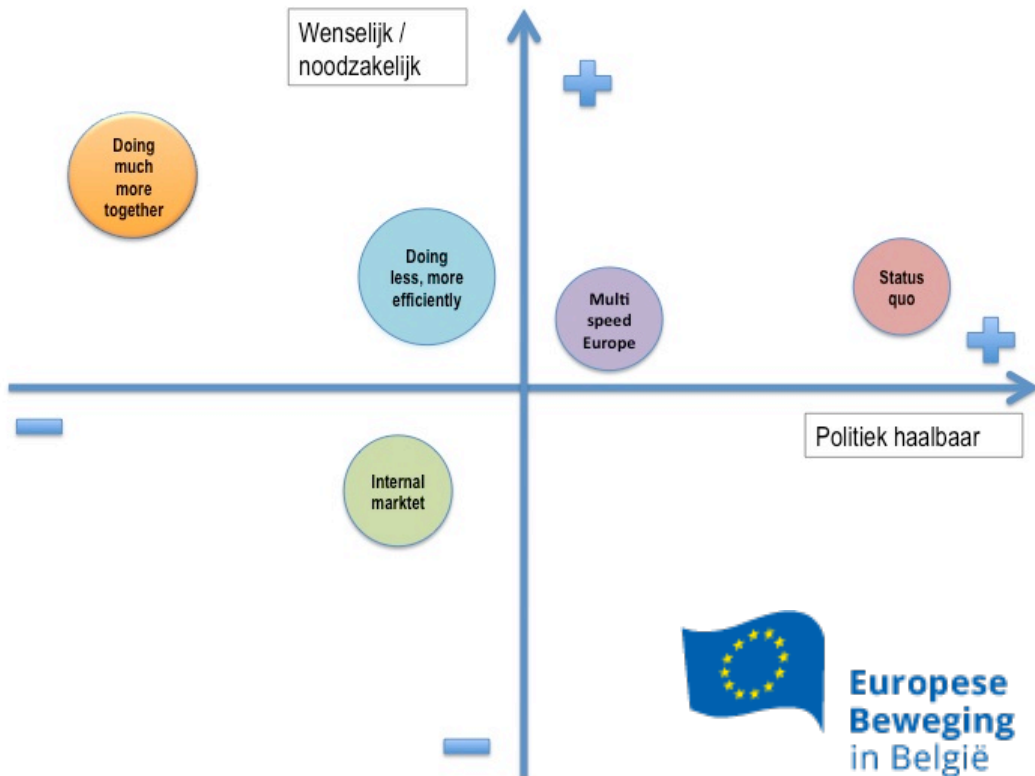 Wenselijk /
noodzakelijk
Doing
much
more
together
Doing
less, more
efficiently
Multi
speed
Europe
Status
quo
Politiek haalbaar
Internal
marktet
Europese
Beweging
in België